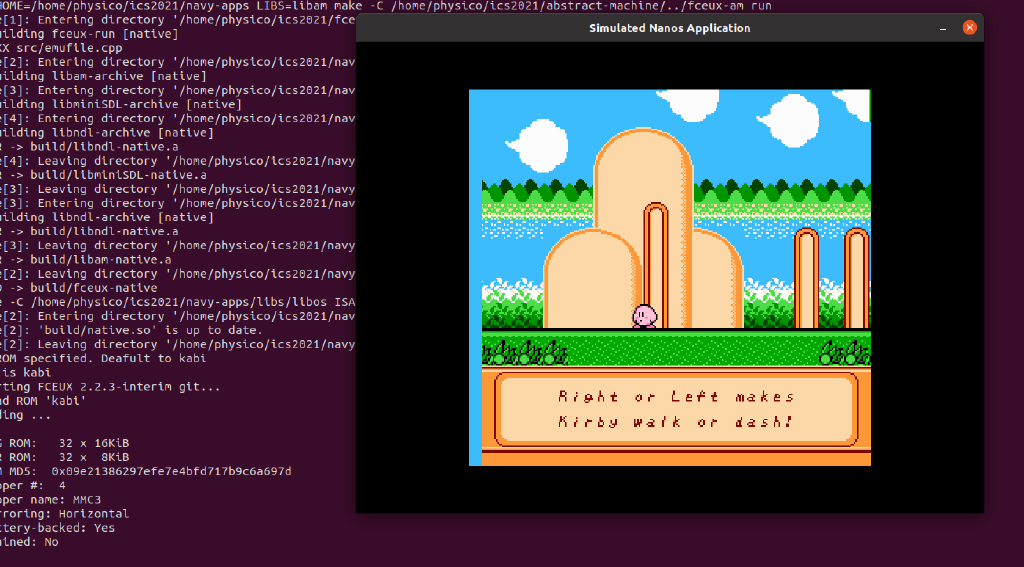 HOME=/home/physico/ics2021/navy-apps LIBS=libam make -C /home/physico/ics2021/abstract-machine/../fceux-am run
e[1]: Entering directory '/home/physico/ics2021/fce
uilding fceux-run [native]
XX src/emufile.cpp
e[2]: Entering directory '/home/physico/ics2021/nav
uilding libam-archive [native]
e[3]: Entering directory '/home/physico/ics2021/nav
uilding libminiSDL-archive [native]
e[4]: Entering directory '/home/physico/ics2021/nav
uilding libndl-archive [native]
R -> build/libndl-native.a
e[4]: Leaving directory '/home/physico/ics2021/navy
R -> build/libminiSDL-native.a
e[3]: Leaving directory '/home/physico/ics2021/navy
e[3]: Entering directory '/home/physico/ics2021/nav
uilding libndl-archive [native]
R -> build/libndl-native.a
e[3]: Leaving directory '/home/physico/ics2021/navy
R -> build/libam-native.a
e[2]: Leaving directory '/home/physico/ics2021/navy
D -> build/fceux-native
e -C /home/physico/ics2021/navy-apps/libs/libos ISA
e[2]: Entering directory '/home/physico/ics2021/nav
e[2]: 'build/native.so' is up to date.
e[2]: Leaving directory '/home/physico/ics2021/navy
ROM specified. Deafult to kabi
is kabi
rting FCEUX 2.2.3-interim git...
ad ROM 'kabi'
ding ...
G ROM: 32 x 16KiB
R ROM: 32 x 8KiB
M MD5: 0x09e21386297efe7e4bfd717b9c6a697d
pper #: 4
pper name: MMC3
rroring: Horizontal
ttery-backed: Yes
ained: No
Simulated Nanos Application
Right or Left makes
Kirby walk or dash!